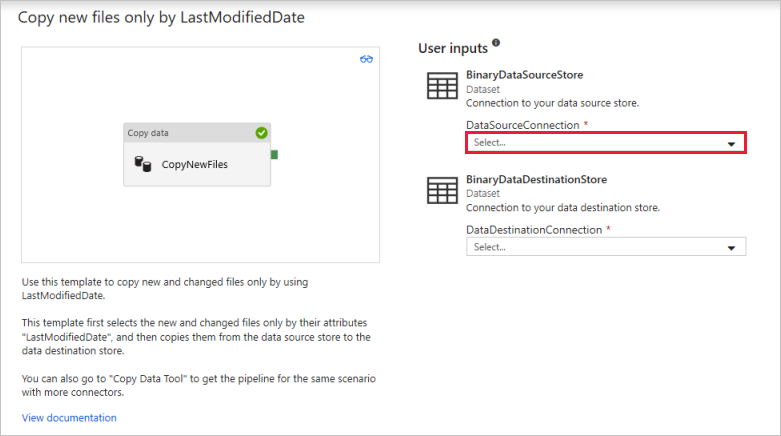 Copy new files only by LastModifiedDate
Copy data
CopyNewFiles
Use this template to copy new and changed files only by using
LastModifiedDate.
This template first selects the new and changed files only by their attributes
"LastModifiedDate", and then copies them from the data source store to the
data destination store.
You can also go to "Copy Data Tool" to get the pipeline for the same scenario
with more connectors.
View documentation
User inputs
BinaryDataSourceStore
Dataset
Connection to your data source store.
DataSourceConnection *
Select...
BinaryDataDestinationStore
Dataset
Connection to your data destination store.
DataDestinationConnection *
Select...